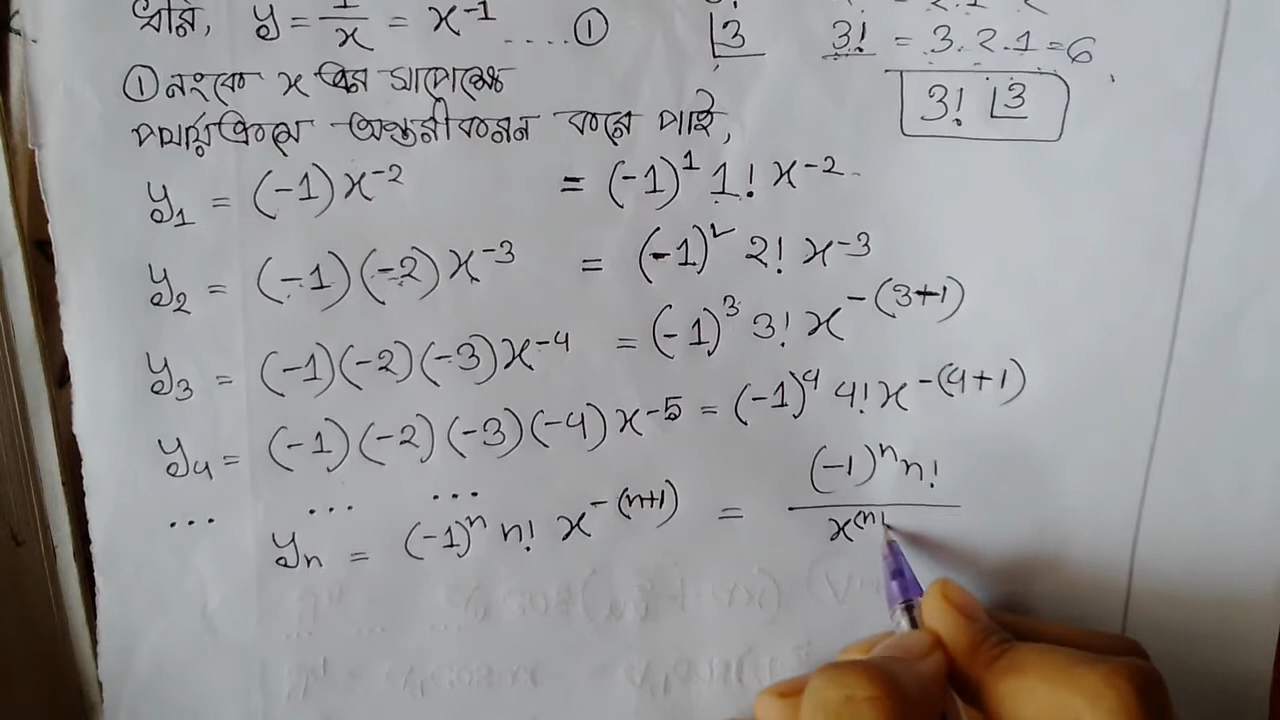 ধরি, y = 1/x = x⁻¹ ..... ①
①নংকে x এর সাপেক্ষে
পর্যায়ক্রমে অন্তরীকরন করে পাই,
y₁ = (-1)x⁻² = (-1)¹ 1! x⁻²
y₂ = (-1)(-2)x⁻³ = (-1)² 2! x⁻³
y₃ = (-1)(-2)(-3)x⁻⁴ = (-1)³ 3! x^-(3+1)
y₄ = (-1)(-2)(-3)(-4)x⁻⁵ = (-1)⁴ 4! x^-(4+1)
... ... ...
yₙ = (-1)ⁿ n! x^-(n+1) = (-1)ⁿ n! / x^(n
⌊3 3! = 3.2.1 = 6
3! ⌊3